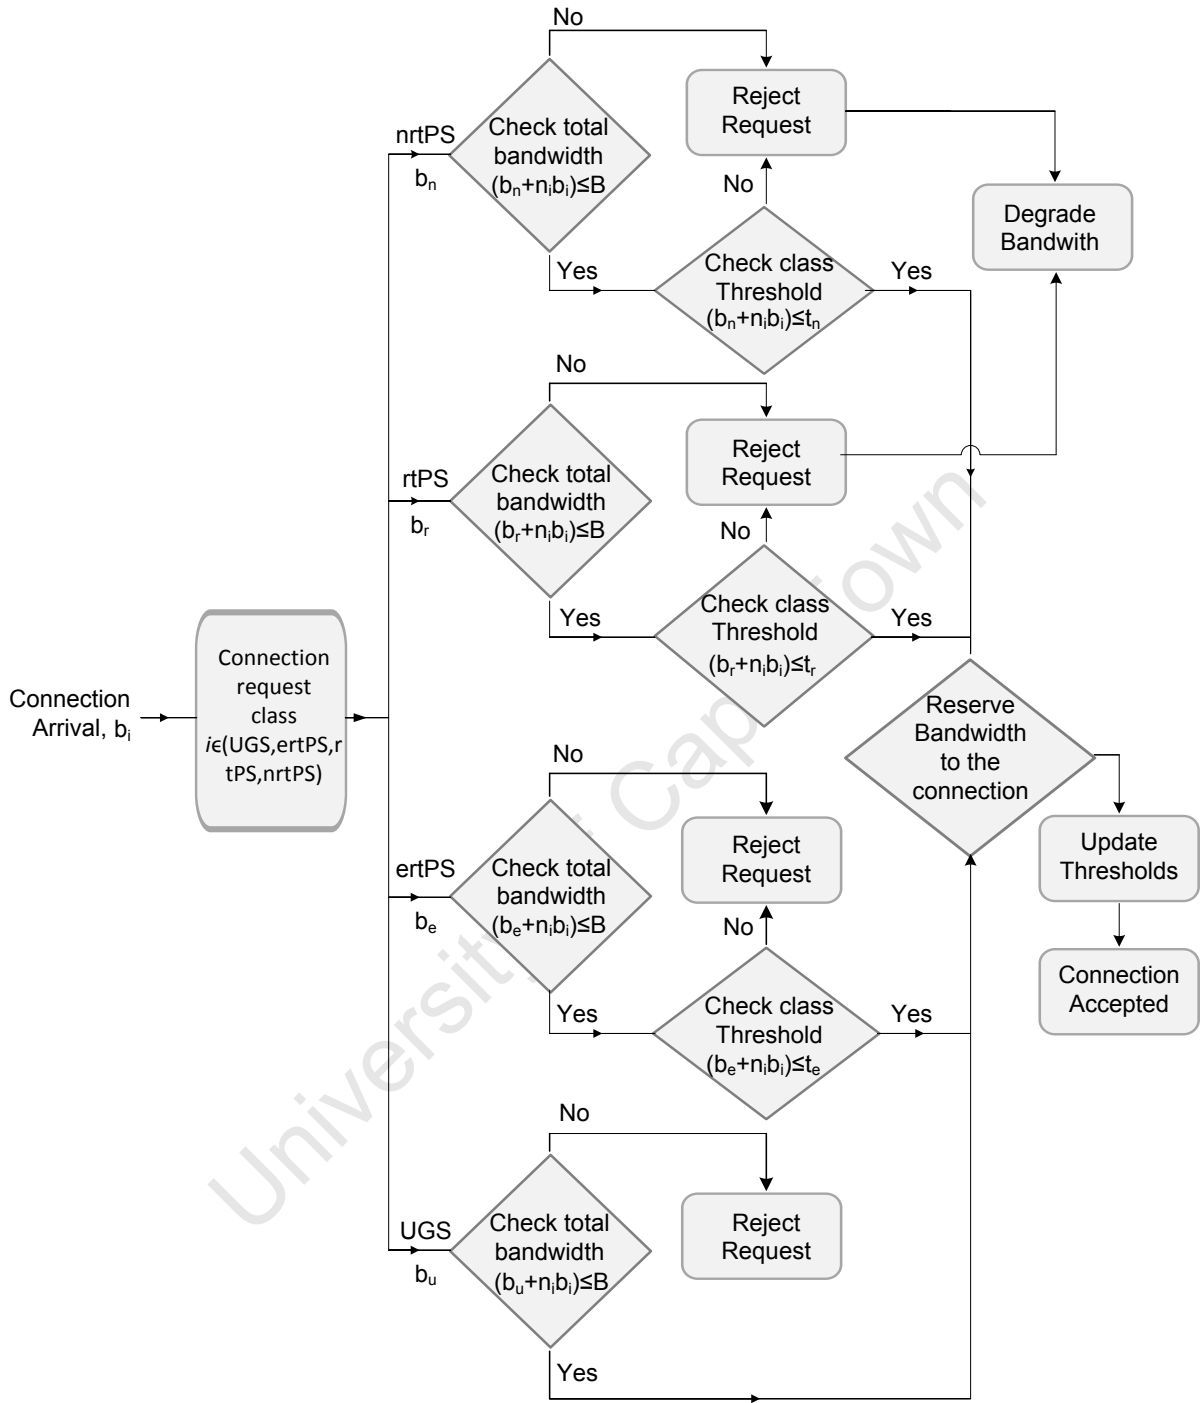 No
nrtPS
bₙ
Check total
bandwidth
(bₙ+nᵢbᵢ)≤B
Reject
Request
No
Yes
Check class
Threshold
(bₙ+nᵢbᵢ)≤tₙ
Yes
Degrade
Bandwith
No
rtPS
bᵣ
Check total
bandwidth
(bᵣ+nᵢbᵢ)≤B
Reject
Request
No
Yes
Check class
Threshold
(bᵣ+nᵢbᵢ)≤tᵣ
Yes
Connection
Arrival, bᵢ
Connection
request
class
iϵ(UGS,ertPS,r
tPS,nrtPS)
Reserve
Bandwidth
to the
connection
Update
Thresholds
Connection
Accepted
No
ertPS
bₑ
Check total
bandwidth
(bₑ+nᵢbᵢ)≤B
Reject
Request
No
Yes
Check class
Threshold
(bₑ+nᵢbᵢ)≤tₑ
Yes
No
UGS
bᵤ
Check total
bandwidth
(bᵤ+nᵢbᵢ)≤B
Reject
Request
Yes
University of Cape Town